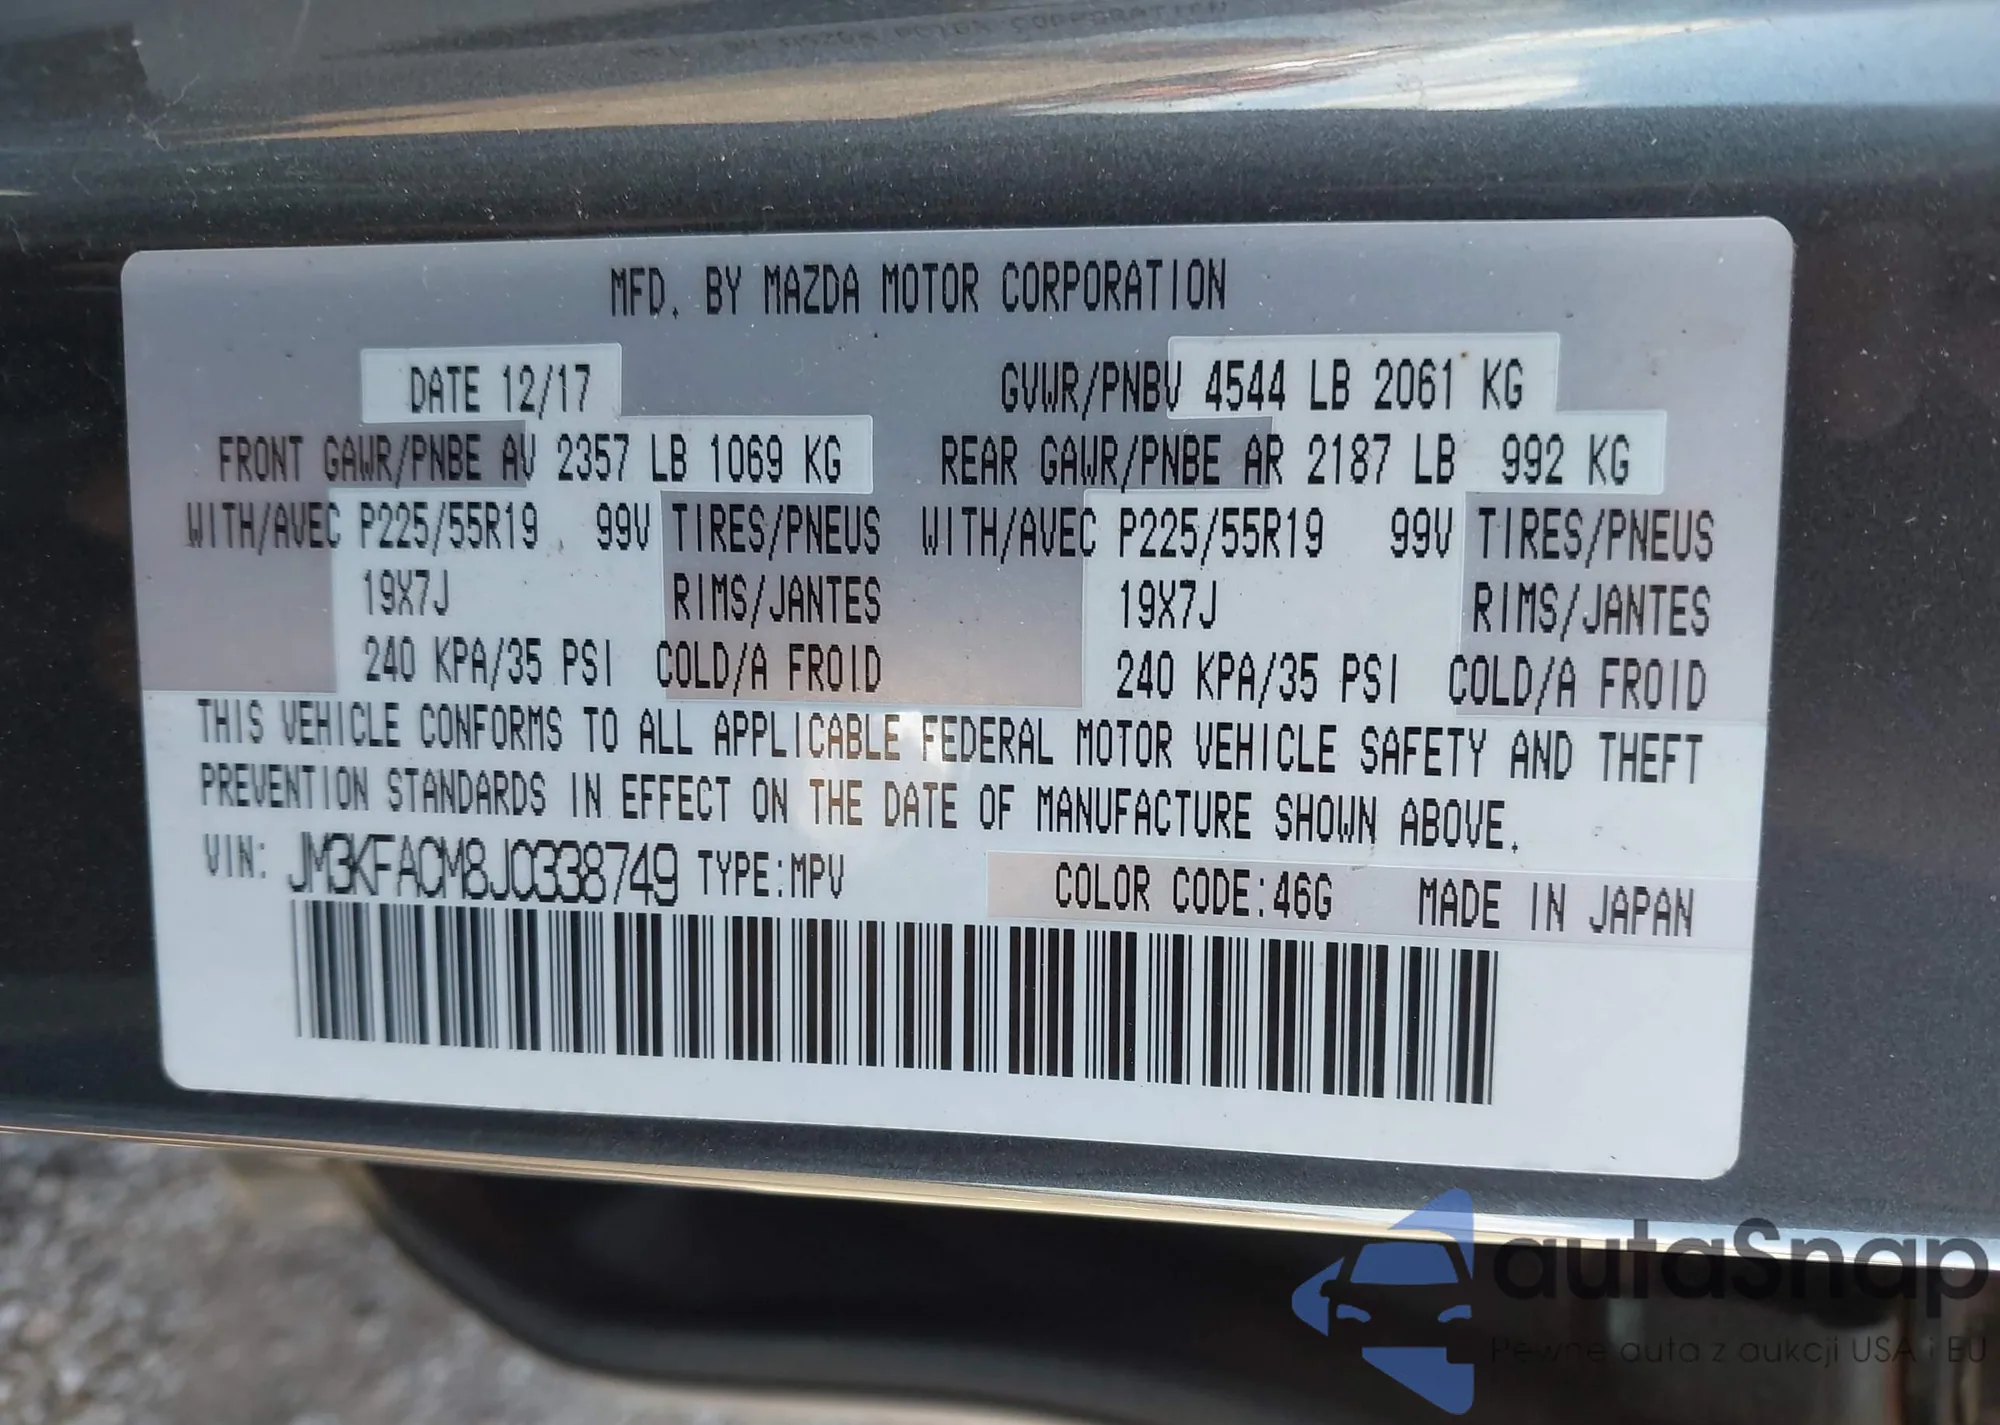 MFD. BY MAZDA MOTOR CORPORATION
DATE 12/17 GVWR/PNBV 4544 LB 2061 KG
FRONT GAWR/PNBE AV 2357 LB 1069 KG REAR GAWR/PNBE AR 2187 LB 992 KG
WITH/AVEC P225/55R19 99V TIRES/PNEUS WITH/AVEC P225/55R19 99V TIRES/PNEUS
19X7J RIMS/JANTES 19X7J RIMS/JANTES
240 KPA/35 PSI COLD/A FROID 240 KPA/35 PSI COLD/A FROID
THIS VEHICLE CONFORMS TO ALL APPLICABLE FEDERAL MOTOR VEHICLE SAFETY AND THEFT
PREVENTION STANDARDS IN EFFECT ON THE DATE OF MANUFACTURE SHOWN ABOVE.
VIN: JM3KFACM8J0338749 TYPE:MPV COLOR CODE:46G MADE IN JAPAN
autaSnap
Pewne auta z aukcji USA i EU